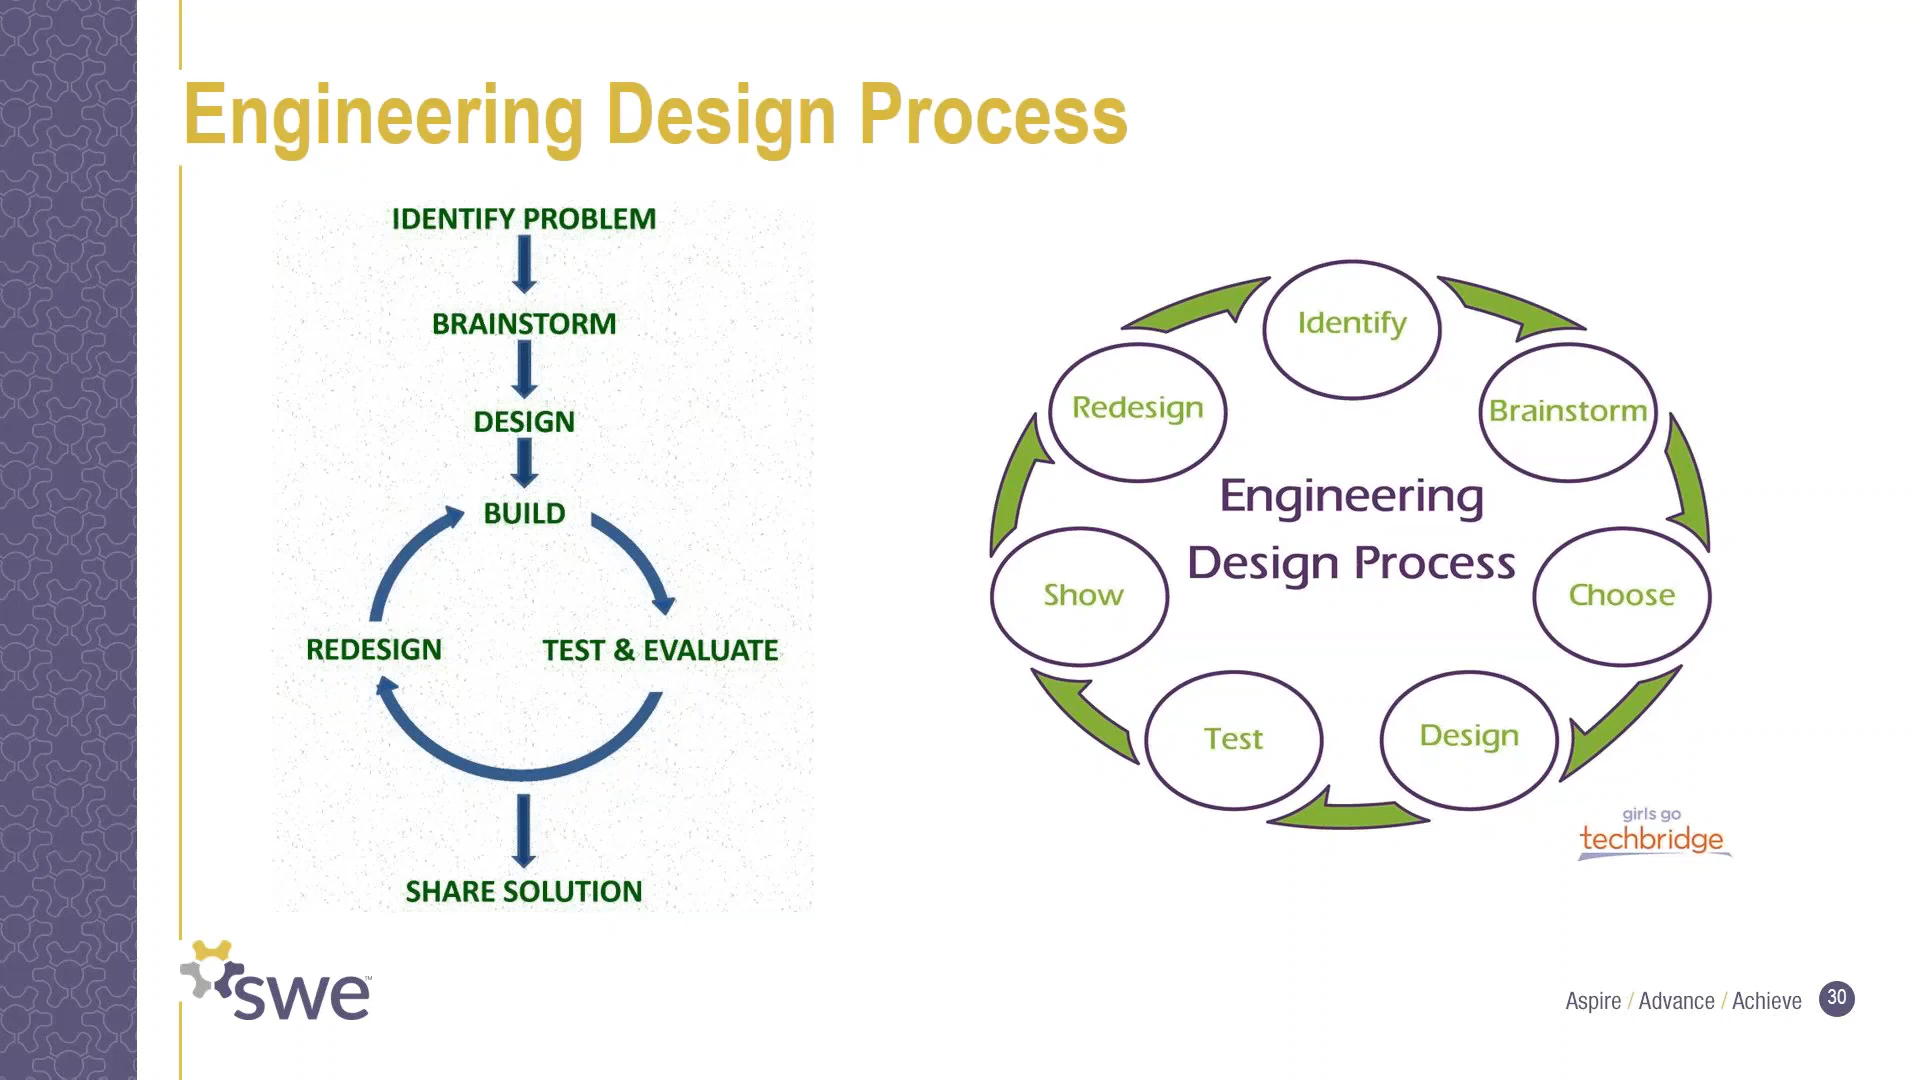 Engineering Design Process
IDENTIFY PROBLEM
BRAINSTORM
DESIGN
BUILD
REDESIGN
TEST & EVALUATE
SHARE SOLUTION
Identify
Redesign
Brainstorm
Engineering
Design Process
Show
Choose
Test
Design
girls go
techbridge
swe™
Aspire / Advance / Achieve 30